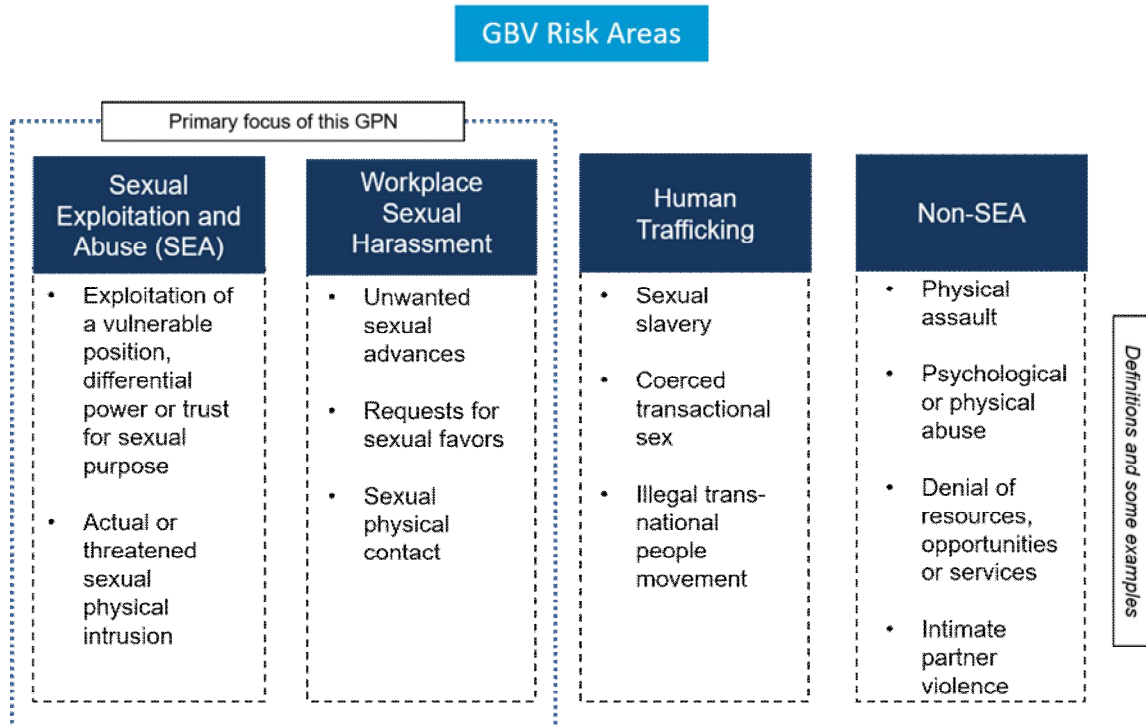 GBV Risk Areas
Primary focus of this GPN
Sexual
Exploitation and
Abuse (SEA)
• Exploitation of
a vulnerable
position,
differential
power or trust
for sexual
purpose
• Actual or
threatened
sexual
physical
intrusion
Workplace
Sexual
Harassment
• Unwanted
sexual
advances
• Requests for
sexual favors
• Sexual
physical
contact
Human
Trafficking
• Sexual
slavery
• Coerced
transactional
sex
• Illegal trans-
national
people
movement
Non-SEA
• Physical
assault
• Psychological
or physical
abuse
• Denial of
resources,
opportunities
or services
• Intimate
partner
violence
Definitions and some examples